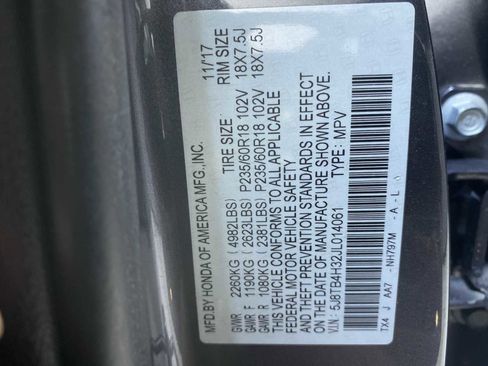 MFD.BY HONDA OF AMERICA MFG.,INC. 11/17
TIRE SIZE RIM SIZE
GVWR 2260KG (4982LBS)
GAWR F 1190KG (2623LBS) P235/60R18 102V 18X7.5J
GAWR R 1080KG (2381LBS) P235/60R18 102V 18X7.5J
THIS VEHICLE CONFORMS TO ALL APPLICABLE
FEDERAL MOTOR VEHICLE SAFETY
AND THEFT PREVENTION STANDARDS IN EFFECT
ON THE DATE OF MANUFACTURE SHOWN ABOVE.
V.I.N: 5J8TB4H32JL014061 TYPE: MPV
TX4 J AA7 -NH797M -A-L